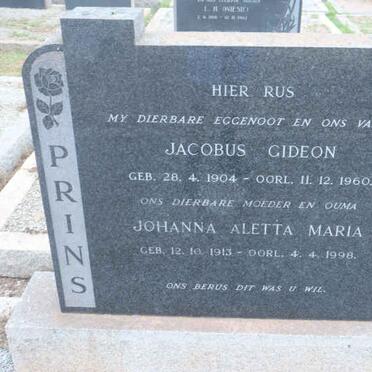 PRINS
HIER RUS
MY DIERBARE EGGENOOT EN ONS
JACOBUS GIDEON
GEB. 28. 4. 1904 – OORL. 11. 12. 1960.
ONS DIERBARE MOEDER EN OUMA
JOHANNA ALETTA MARIA
GEB. 12. 10. 1913 – OORL. 4. 4. 1998.
ONS BERUS DIT WAS U WIL.